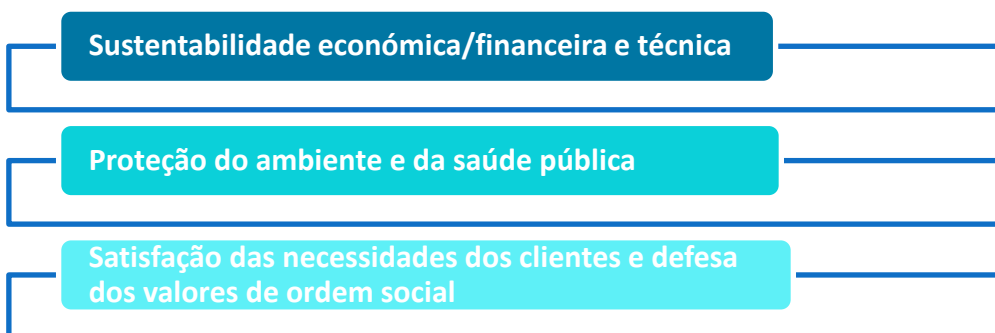 Sustentabilidade económica/financeira e técnica
Proteção do ambiente e da saúde pública
Satisfação das necessidades dos clientes e defesa
dos valores de ordem social